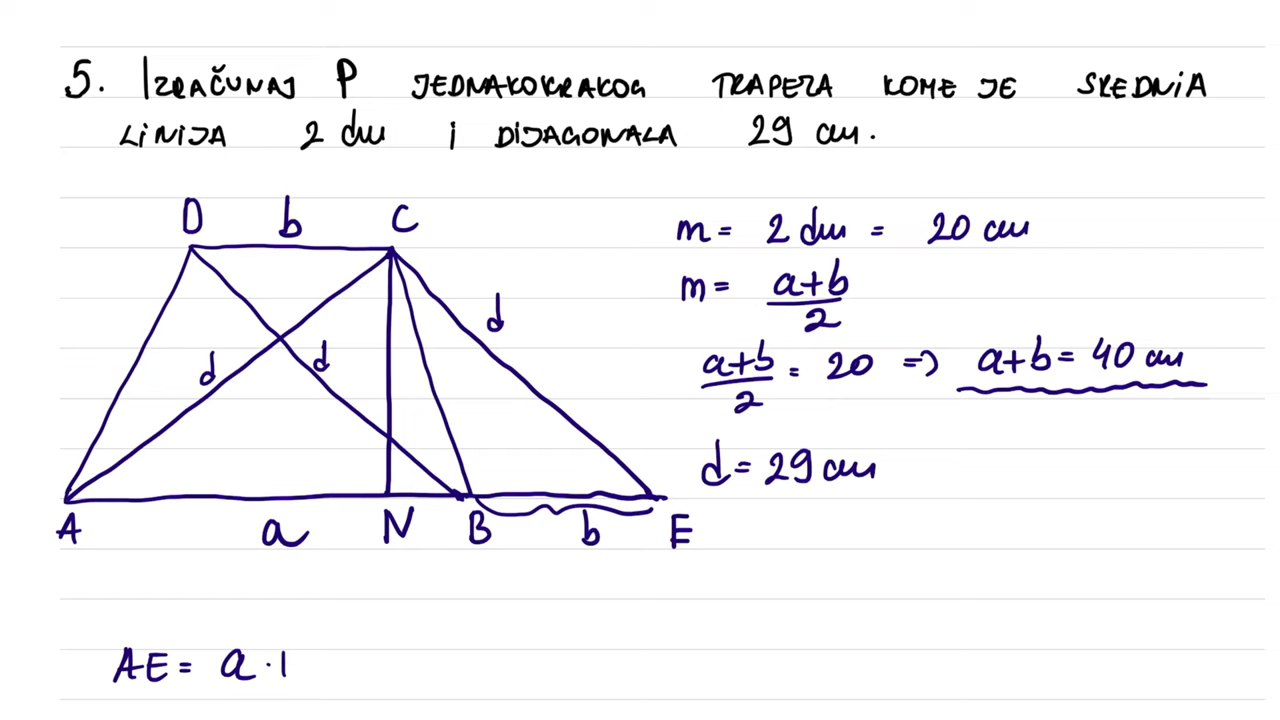 5. IZRAČUNAJ P JEDNAKOKRAKOG TRAPEZA KOME JE SREDNJA
LINIJA 2 dm I DIJAGONALA 29 cm.
D b C
m = 2 dm = 20 cm
m = a+b
2
d
d d
a+b = 20 => a+b = 40 cm
2
d = 29 cm
A a N B b E
AE = a ·